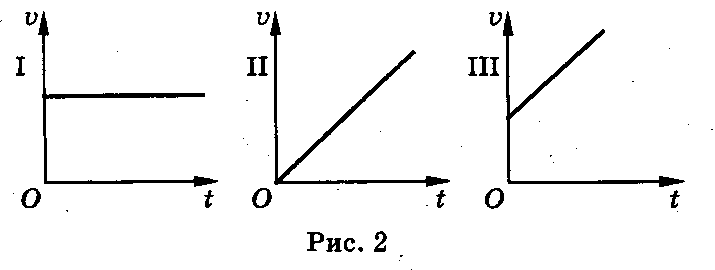 v v v
I II III
O t O t O t
Рис. 2